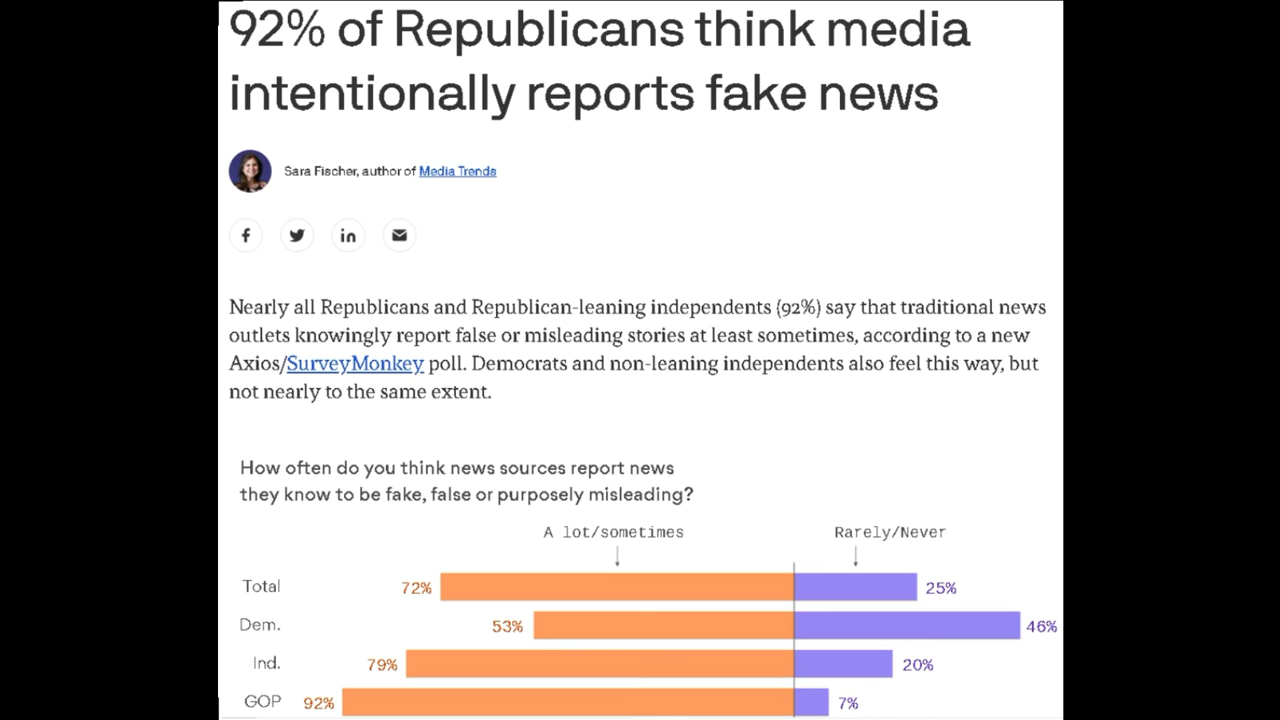 92% of Republicans think media
intentionally reports fake news
Sara Fischer, author of Media Trends
Nearly all Republicans and Republican-leaning independents (92%) say that traditional news
outlets knowingly report false or misleading stories at least sometimes, according to a new
Axios/SurveyMonkey poll. Democrats and non-leaning independents also feel this way, but
not nearly to the same extent.
How often do you think news sources report news
they know to be fake, false or purposely misleading?
A lot/sometimes Rarely/Never
Total 72% 25%
Dem. 53% 46%
Ind. 79% 20%
GOP 92% 7%